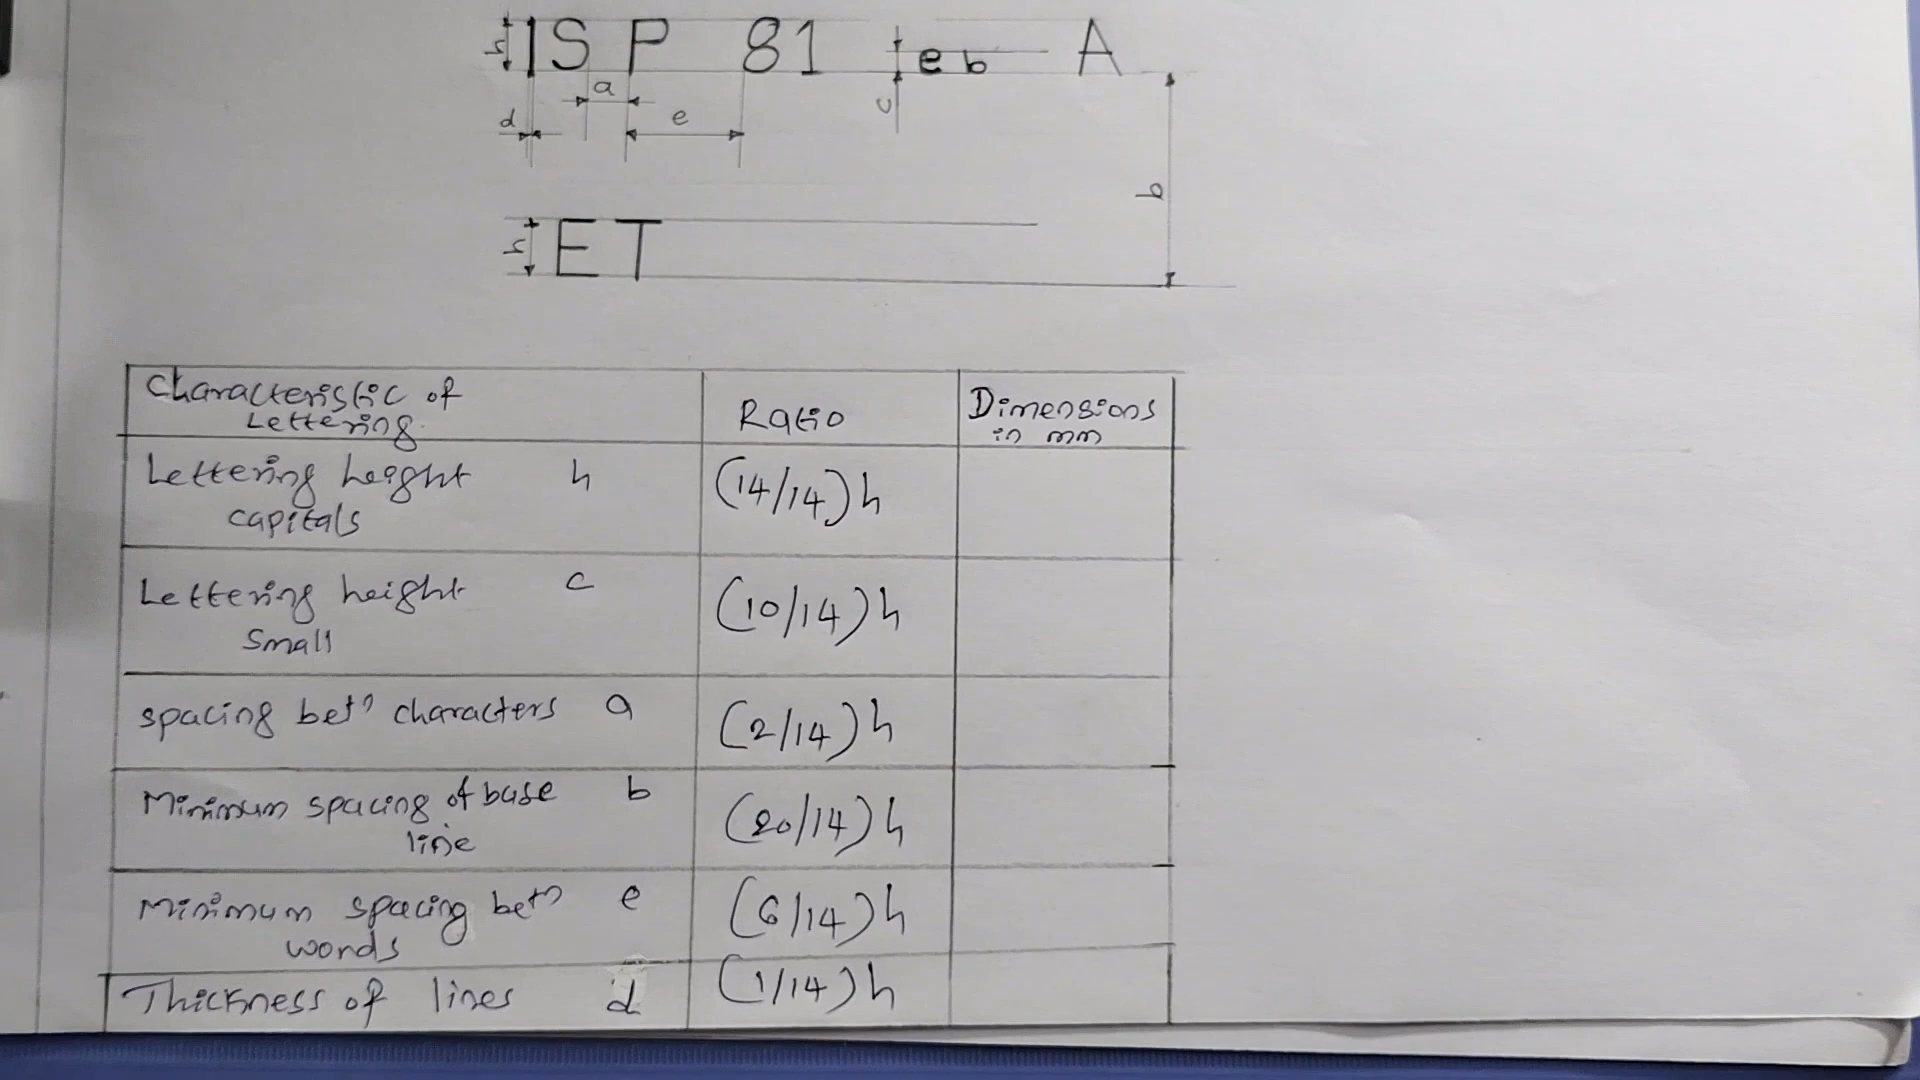 h ISP 81 c eb A
a
d e
b
h ET
Characteristic of
Lettering
Ratio
Dimensions
in mm
Lettering height h (14/14)h
capitals
Lettering height c (10/14)h
Small
spacing betn characters a (2/14)h
Minimum spacing of base b (20/14)h
line
Minimum spacing betn e (6/14)h
words
Thickness of lines d (1/14)h